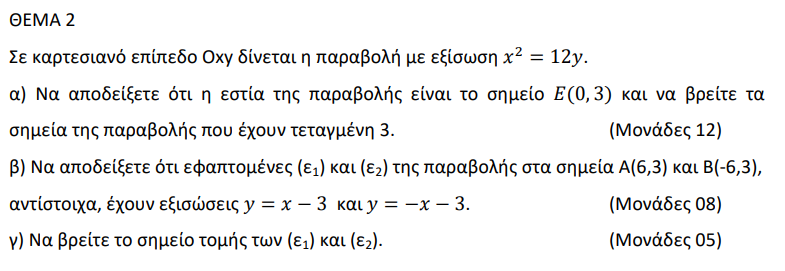 ΘΕΜΑ 2
Σε καρτεσιανό επίπεδο Oxy δίνεται η παραβολή με εξίσωση x² = 12y.
α) Να αποδείξετε ότι η εστία της παραβολής είναι το σημείο E(0, 3) και να βρείτε τα
σημεία της παραβολής που έχουν τεταγμένη 3. (Μονάδες 12)
β) Να αποδείξετε ότι εφαπτομένες (ε₁) και (ε₂) της παραβολής στα σημεία Α(6,3) και Β(-6,3),
αντίστοιχα, έχουν εξισώσεις y = x − 3 και y = −x − 3. (Μονάδες 08)
γ) Να βρείτε το σημείο τομής των (ε₁) και (ε₂). (Μονάδες 05)